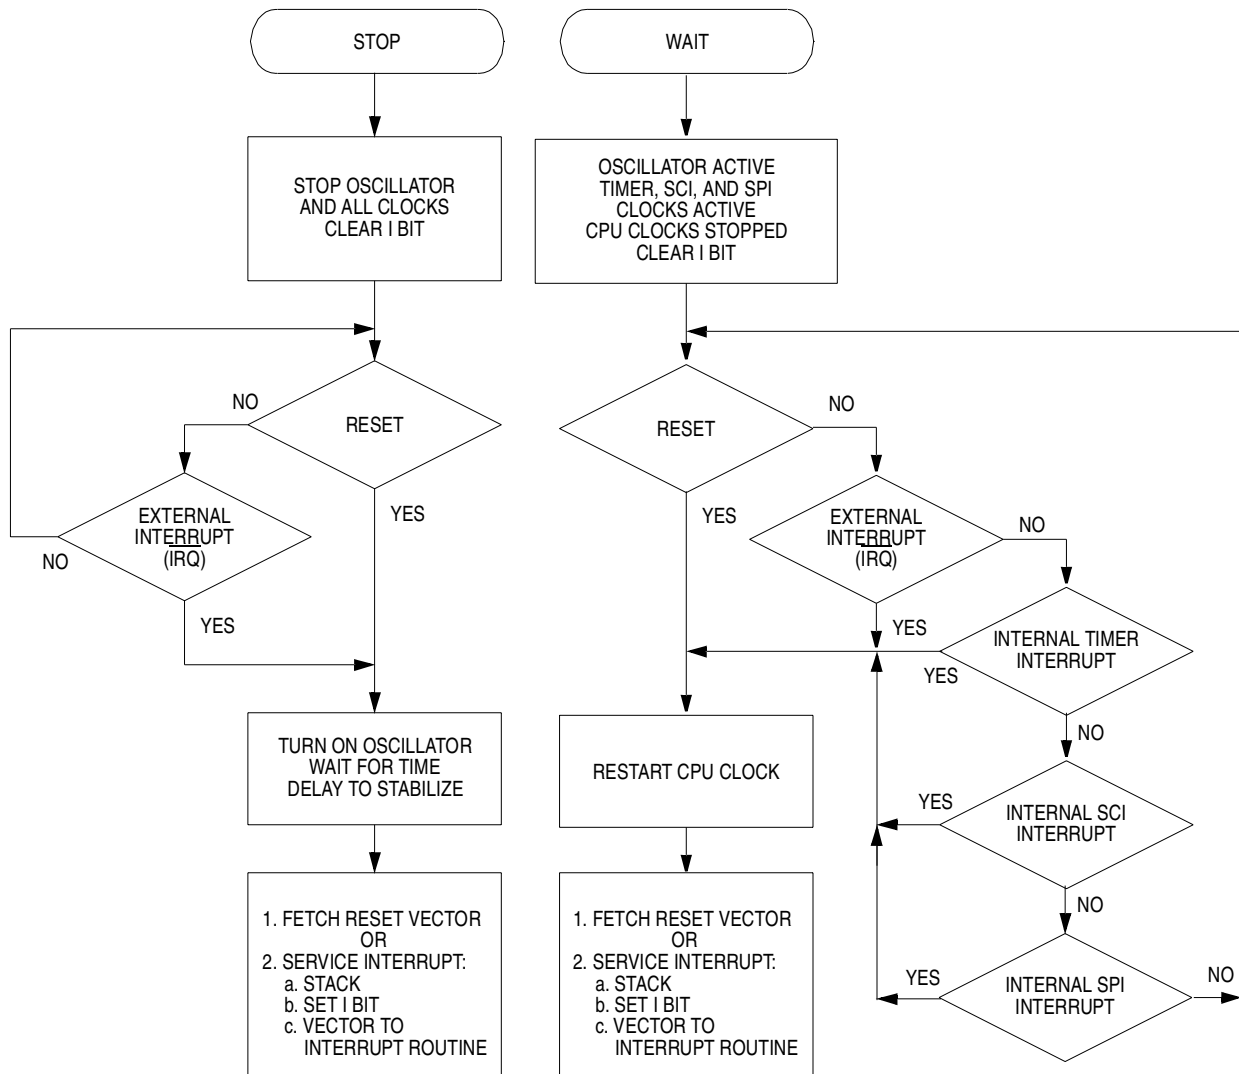 STOP
STOP OSCILLATOR
AND ALL CLOCKS
CLEAR I BIT
RESET
NO
YES
EXTERNAL
INTERRUPT
(IRQ)
NO
YES
TURN ON OSCILLATOR
WAIT FOR TIME
DELAY TO STABILIZE
1. FETCH RESET VECTOR
OR
2. SERVICE INTERRUPT:
a. STACK
b. SET I BIT
c. VECTOR TO
INTERRUPT ROUTINE
WAIT
OSCILLATOR ACTIVE
TIMER, SCI, AND SPI
CLOCKS ACTIVE
CPU CLOCKS STOPPED
CLEAR I BIT
RESET
NO
YES
EXTERNAL
INTERRUPT
(IRQ)
NO
YES
INTERNAL TIMER
INTERRUPT
YES
NO
INTERNAL SCI
INTERRUPT
YES
NO
INTERNAL SPI
INTERRUPT
YES
NO
RESTART CPU CLOCK
1. FETCH RESET VECTOR
OR
2. SERVICE INTERRUPT:
a. STACK
b. SET I BIT
c. VECTOR TO
INTERRUPT ROUTINE